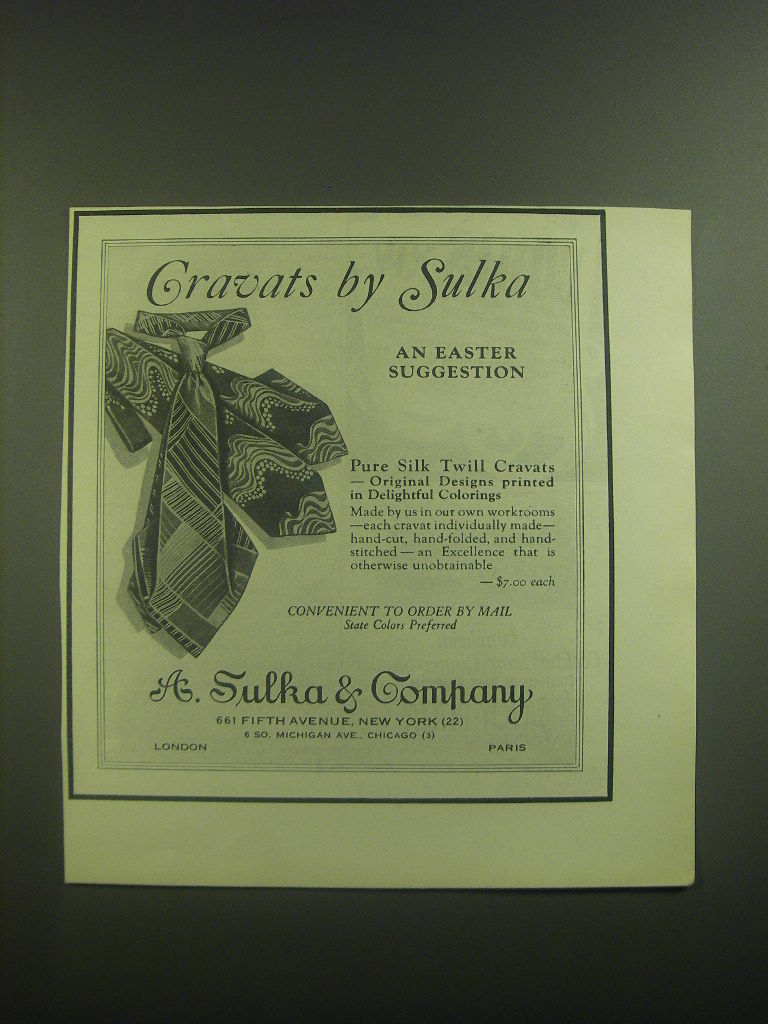 Cravats by Sulka
AN EASTER
SUGGESTION
Pure Silk Twill Cravats
— Original Designs printed
in Delightful Colorings
Made by us in our own workrooms
—each cravat individually made—
hand-cut, hand-folded, and hand-
stitched — an Excellence that is
otherwise unobtainable
— $7.00 each
CONVENIENT TO ORDER BY MAIL
State Colors Preferred
A. Sulka & Company
661 FIFTH AVENUE, NEW YORK (22)
6 SO. MICHIGAN AVE., CHICAGO (3)
LONDON PARIS